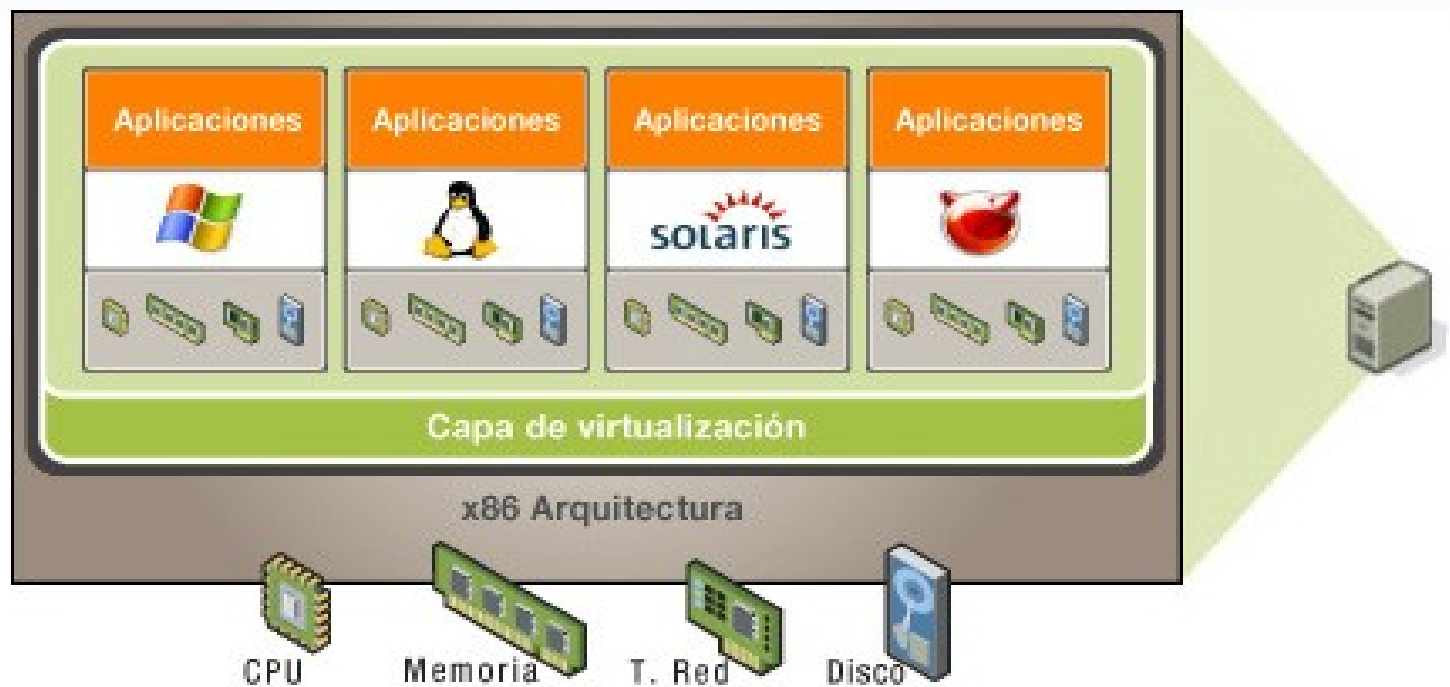 Aplicaciones
Aplicaciones
Aplicaciones
Aplicaciones
solaris
Capa de virtualización
x86 Arquitectura
CPU
Memoria
T. Red
Disco